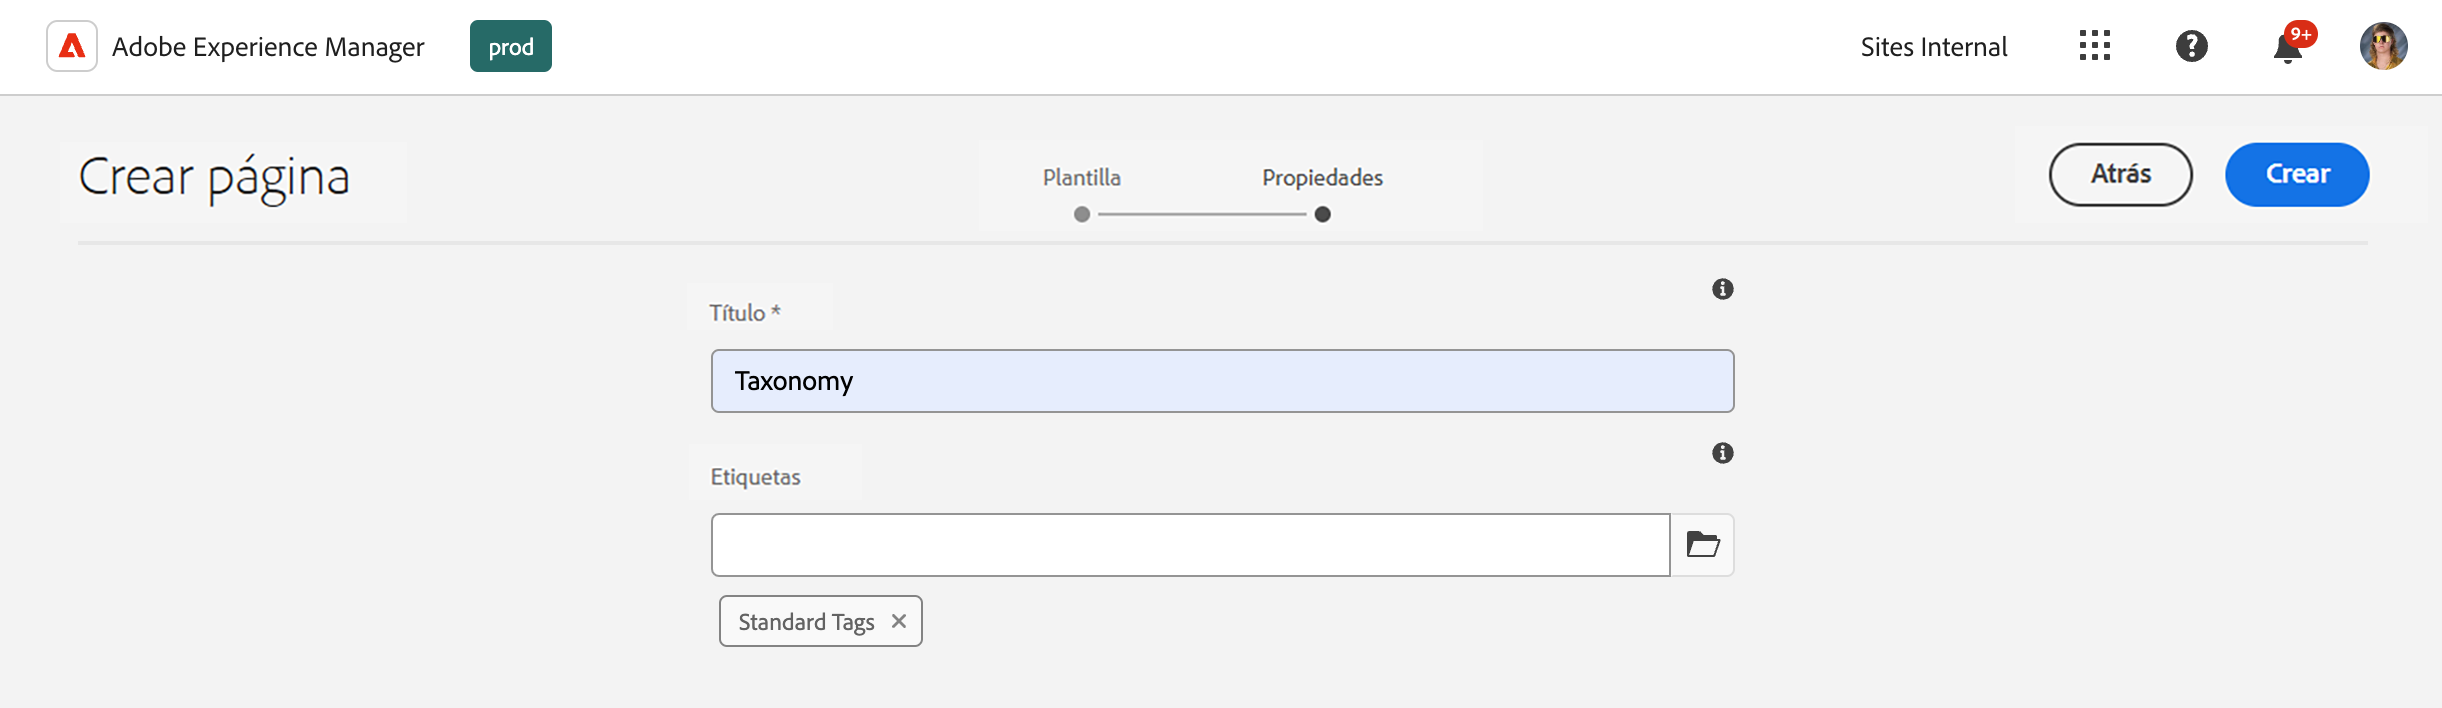 Adobe Experience Manager prod Sites Internal 9+
Crear página Plantilla Propiedades Atrás Crear
Título *
Taxonomy
Etiquetas
Standard Tags